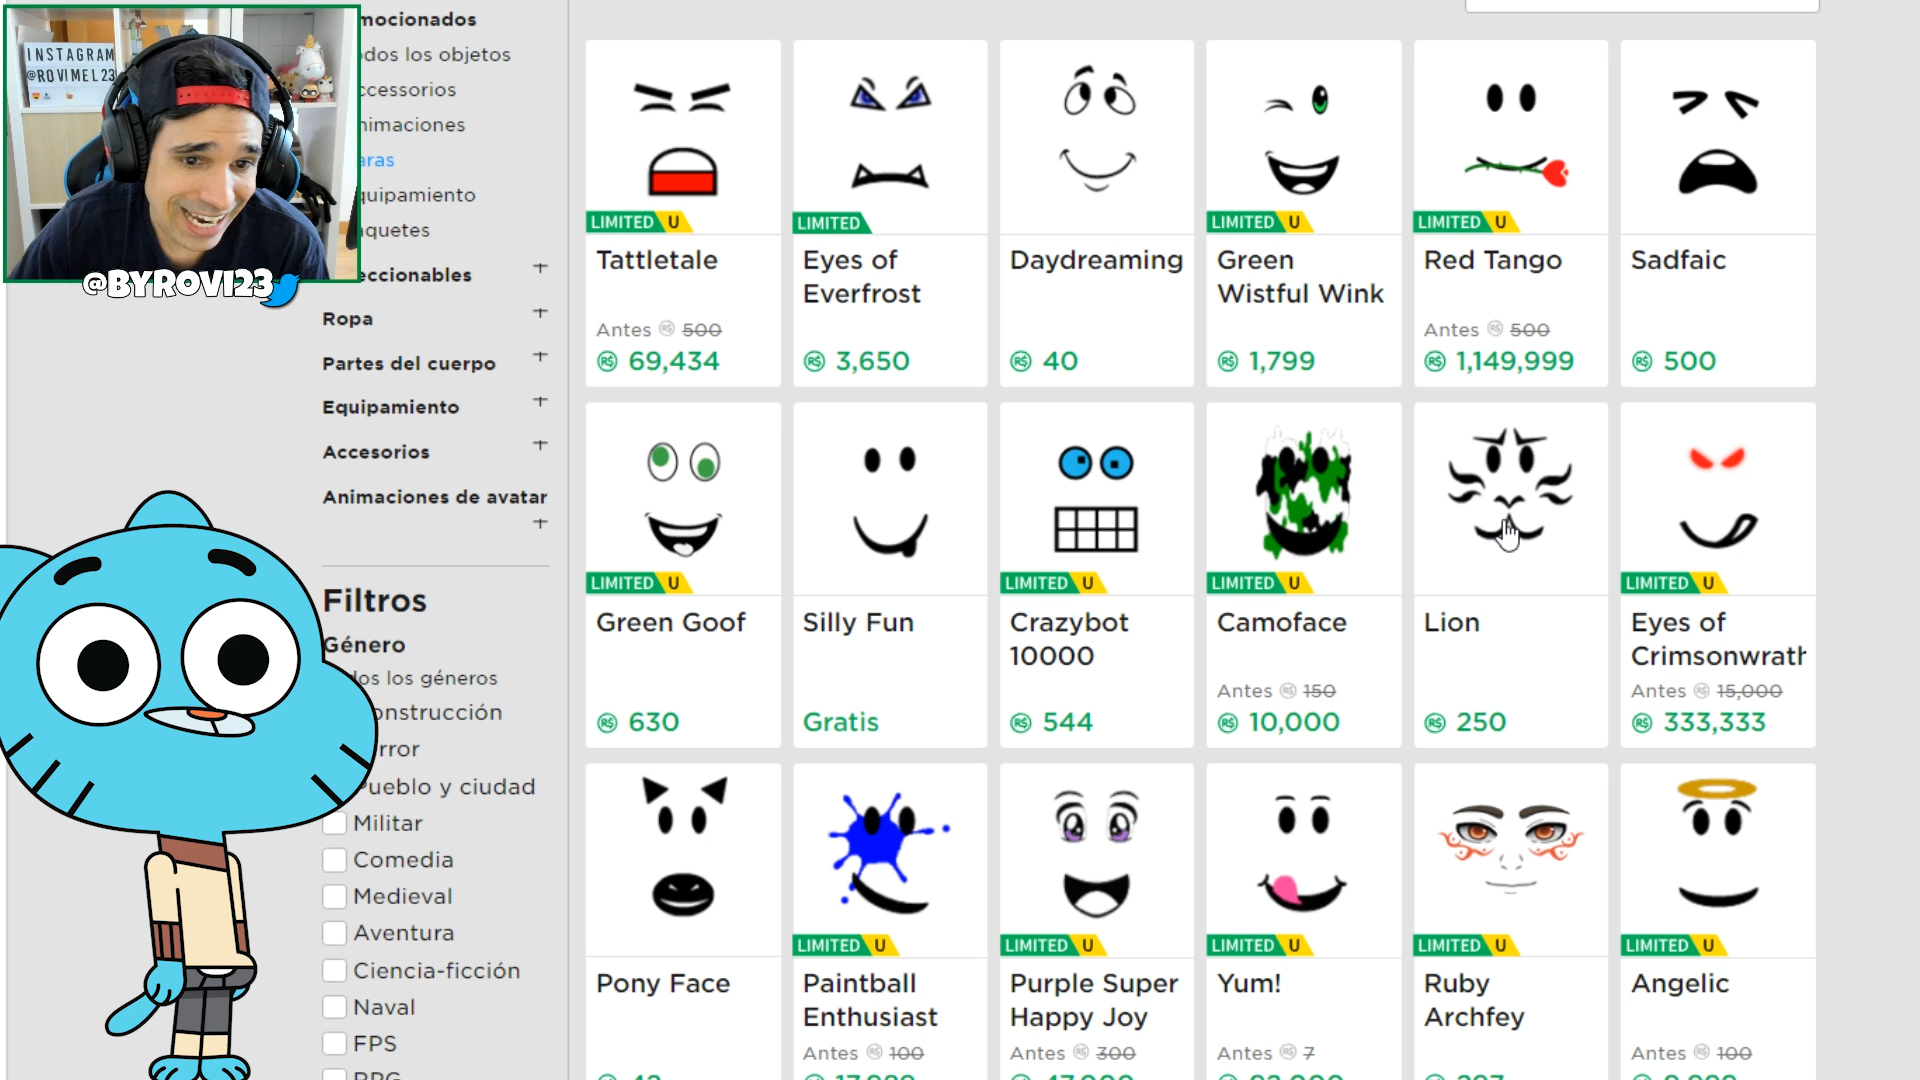 INSTAGRAM
@ROVIMEL23
@BYROVI23
mocionados
dos los objetos
ccesorios
nimaciones
aras
quipamiento
quetes
eccionables
Ropa
Partes del cuerpo
Equipamiento
Accesorios
Animaciones de avatar
Filtros
Género
los géneros
onstrucción
rror
Pueblo y ciudad
Militar
Comedia
Medieval
Aventura
Ciencia-ficción
Naval
FPS
RPG
LIMITED U
Tattletale
Antes R$ 500
R$ 69,434
LIMITED
Eyes of
Everfrost
R$ 3,650
Daydreaming
R$ 40
LIMITED U
Green
Wistful Wink
R$ 1,799
LIMITED U
Red Tango
Antes R$ 500
R$ 1,149,999
Sadfaic
R$ 500
LIMITED U
Green Goof
R$ 630
Silly Fun
Gratis
LIMITED U
Crazybot
10000
R$ 544
LIMITED U
Camoface
Antes R$ 150
R$ 10,000
Lion
R$ 250
LIMITED U
Eyes of
Crimsonwrath
Antes R$ 15,000
R$ 333,333
Pony Face
LIMITED U
Paintball
Enthusiast
Antes R$ 100
LIMITED U
Purple Super
Happy Joy
Antes R$ 300
LIMITED U
Yum!
Antes R$ 7
LIMITED U
Ruby
Archfey
LIMITED U
Angelic
Antes R$ 100